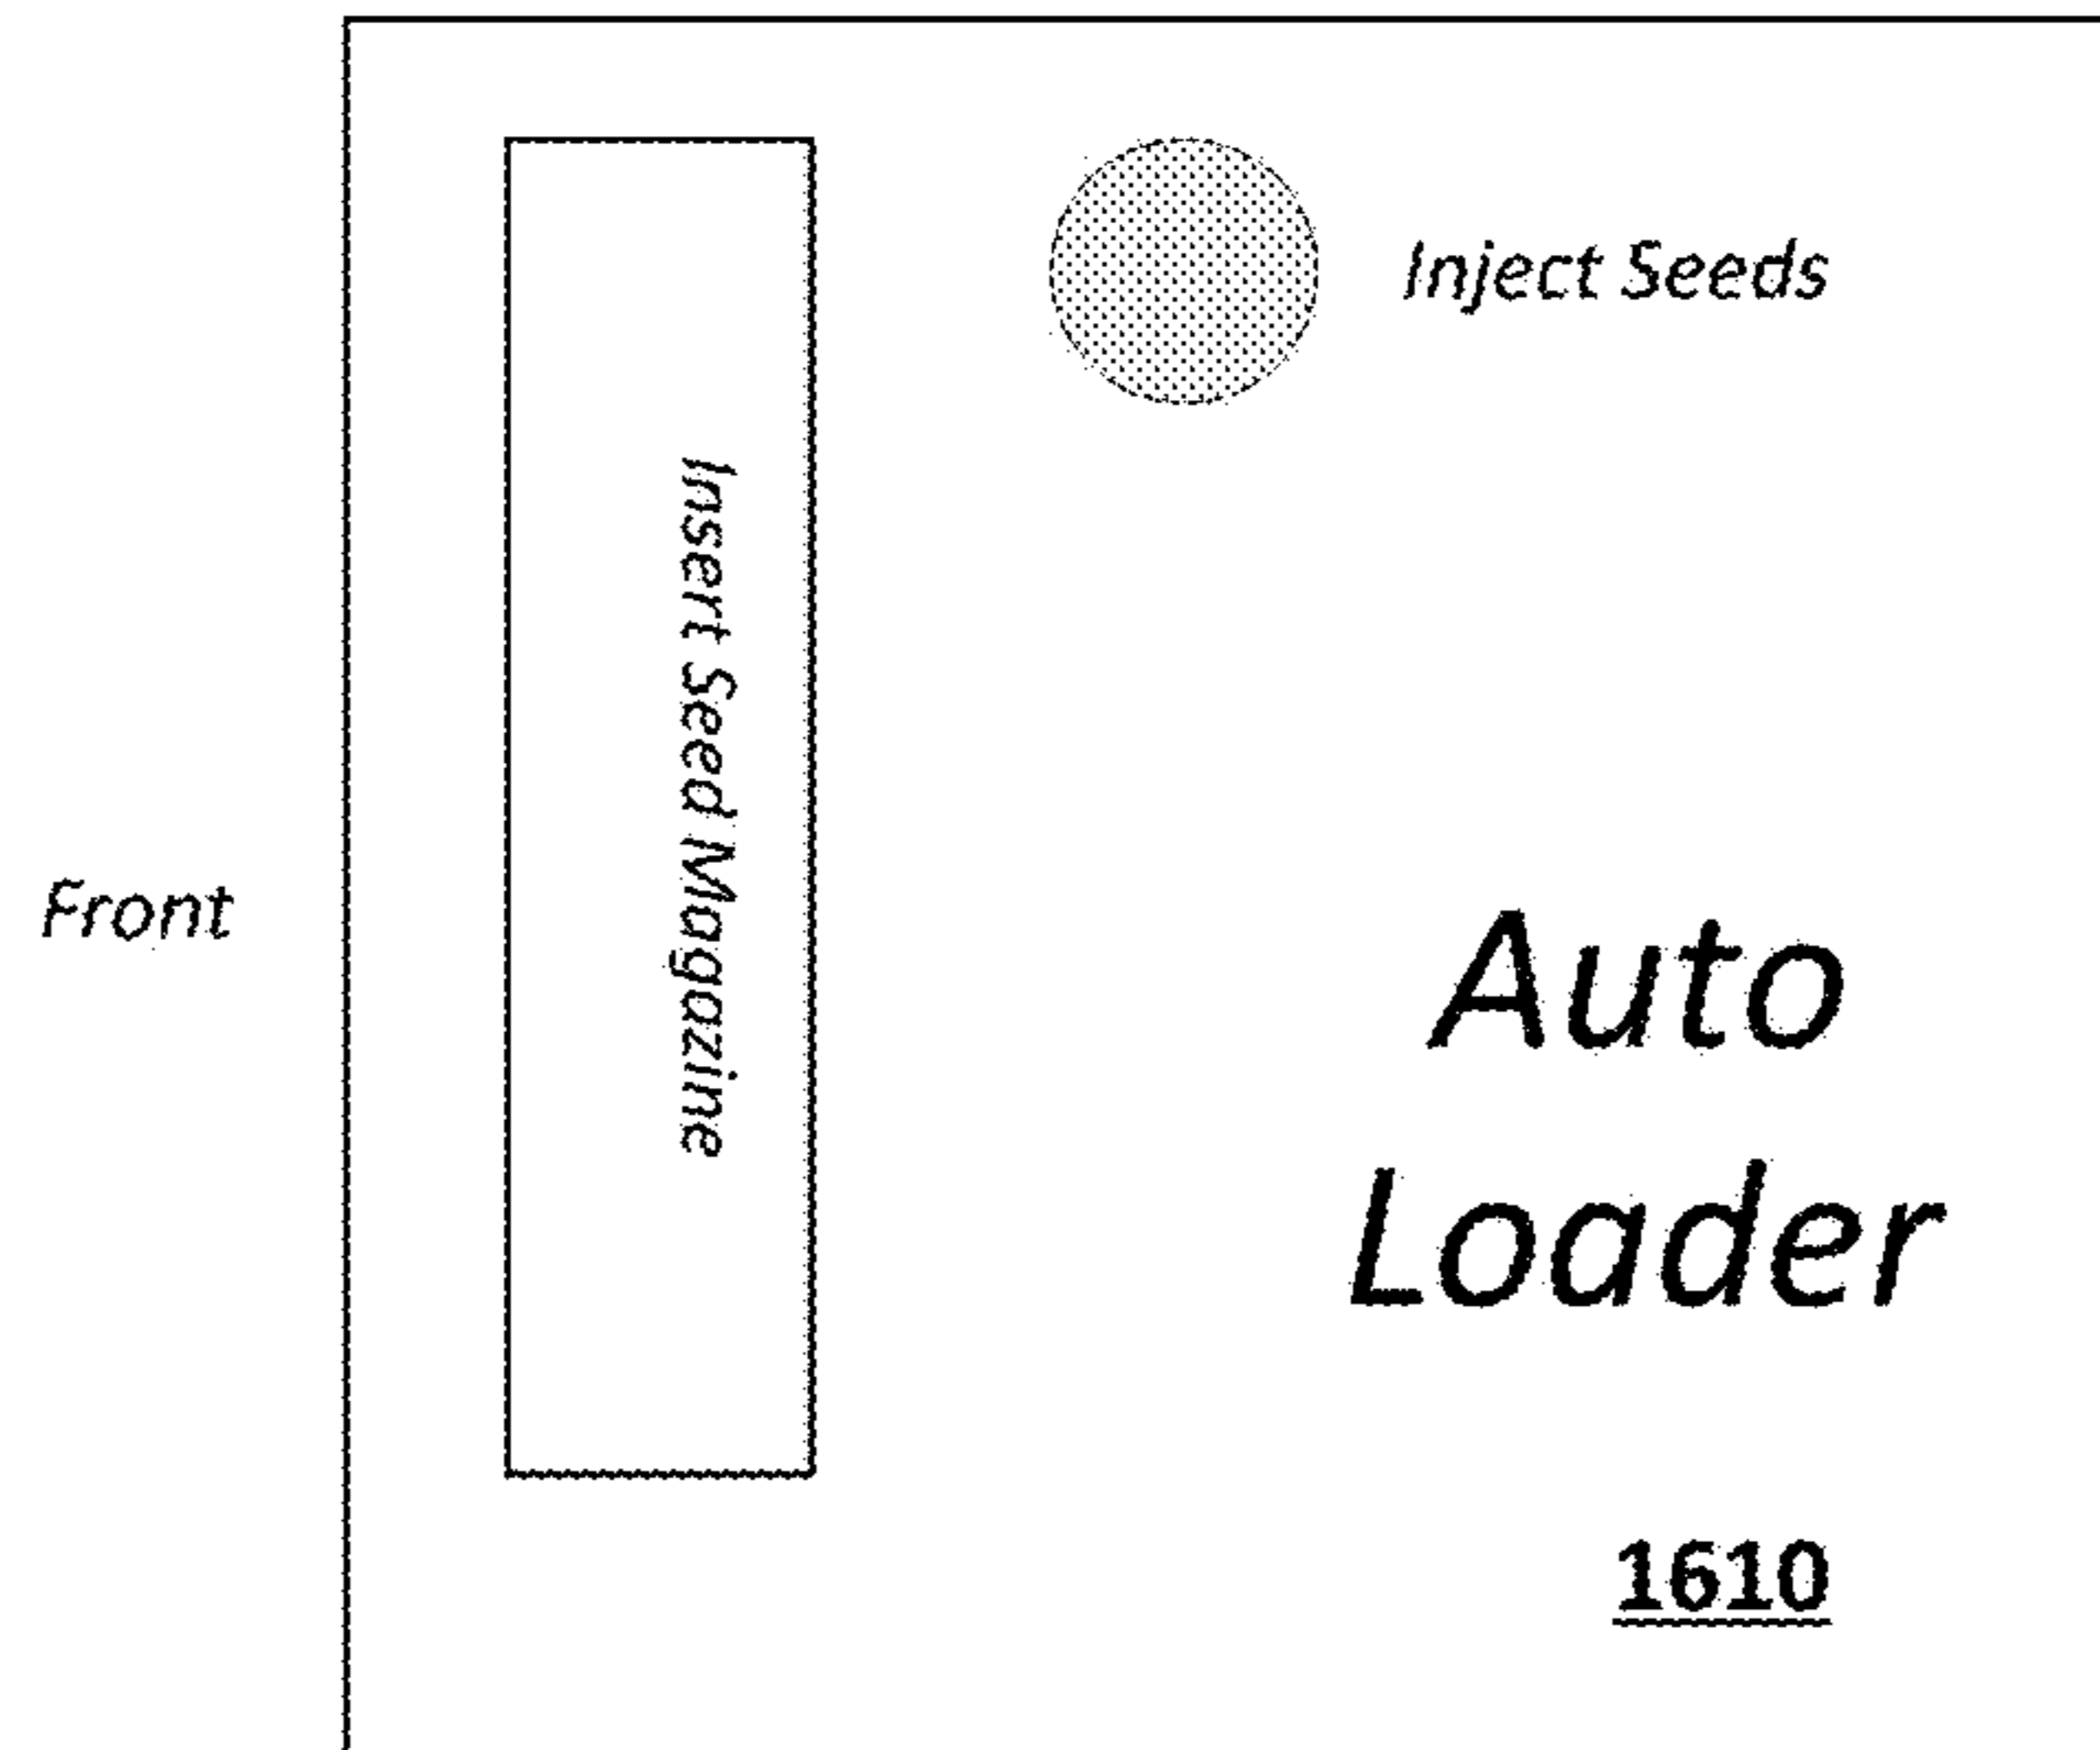 Inject Seeds
Insert Seed Magazine
Front
Auto
Loader
1610